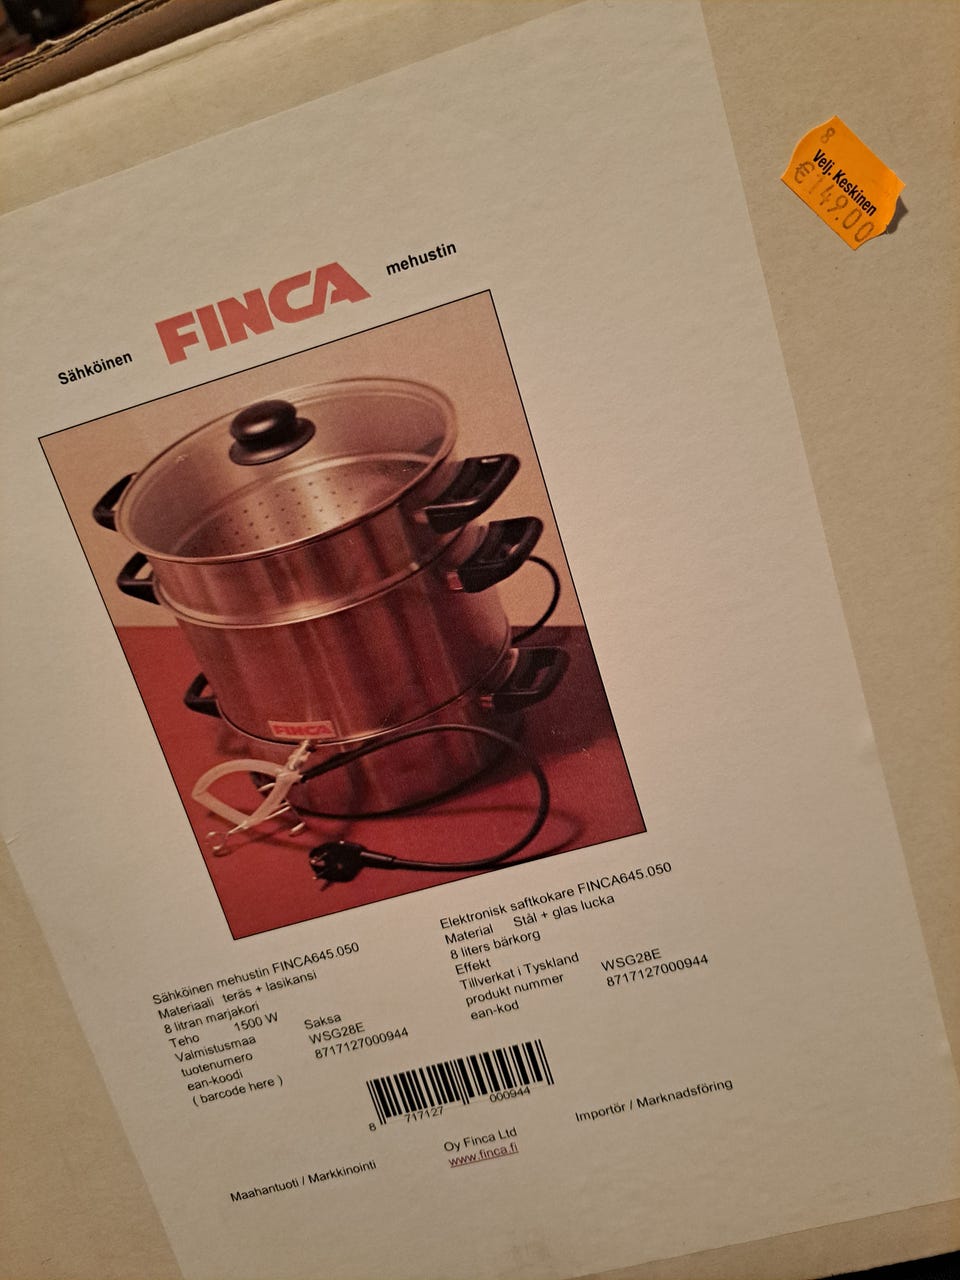 8
Velj. Keskinen
€149.00
Sähköinen FINCA mehustin
FINCA
Sähköinen mehustin FINCA645.050
Materiaali teräs + lasikansi
8 litran marjakori
Teho 1500 W
Valmistusmaa Saksa
tuotenumero WSG28E
ean-koodi 8717127000944
( barcode here )
Elektronisk saftkokare FINCA645.050
Material Stål + glas lucka
8 liters bärkorg
Effekt
Tillverkat i Tyskland
produkt nummer WSG28E
ean-kod 8717127000944
8 717127 000944
Maahantuoti / Markkinointi
Oy Finca Ltd
www.finca.fi
Importör / Marknadsföring